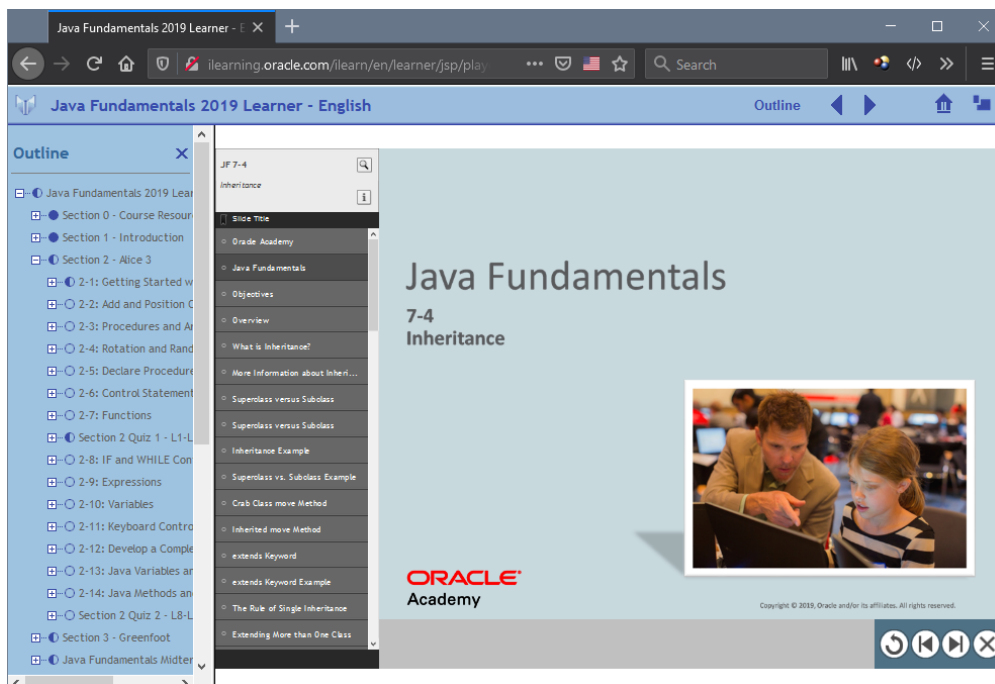 Java Fundamentals 2019 Learner - E
ilearning.oracle.com/ilearn/en/learner/jsp/play
Search
Java Fundamentals 2019 Learner - English
Outline
Outline
Java Fundamentals 2019 Lear
Section 0 - Course Resour
Section 1 - Introduction
Section 2 - Alice 3
2-1: Getting Started w
2-2: Add and Position O
2-3: Procedures and Ar
2-4: Rotation and Rand
2-5: Declare Procedure
2-6: Control Statement
2-7: Functions
Section 2 Quiz 1 - L1-L
2-8: IF and WHILE Con
2-9: Expressions
2-10: Variables
2-11: Keyboard Contro
2-12: Develop a Comple
2-13: Java Variables an
2-14: Java Methods and
Section 2 Quiz 2 - L8-L
Section 3 - Greenfoot
Java Fundamentals Midter
JF 7-4
Inheritance
Slide Title
Oracle Academy
Java Fundamentals
Objectives
Overview
What is Inheritance?
More Information about Inheri...
Superclass versus Subclass
Superclass versus Subclass
Inheritance Example
Superclass vs. Subclass Example
Crab Class move Method
Inherited move Method
extends Keyword
extends Keyword Example
The Rule of Single Inheritance
Extending More than One Class
Java Fundamentals
7-4
Inheritance
ORACLE
Academy
Copyright © 2019, Oracle and/or its affiliates. All rights reserved.